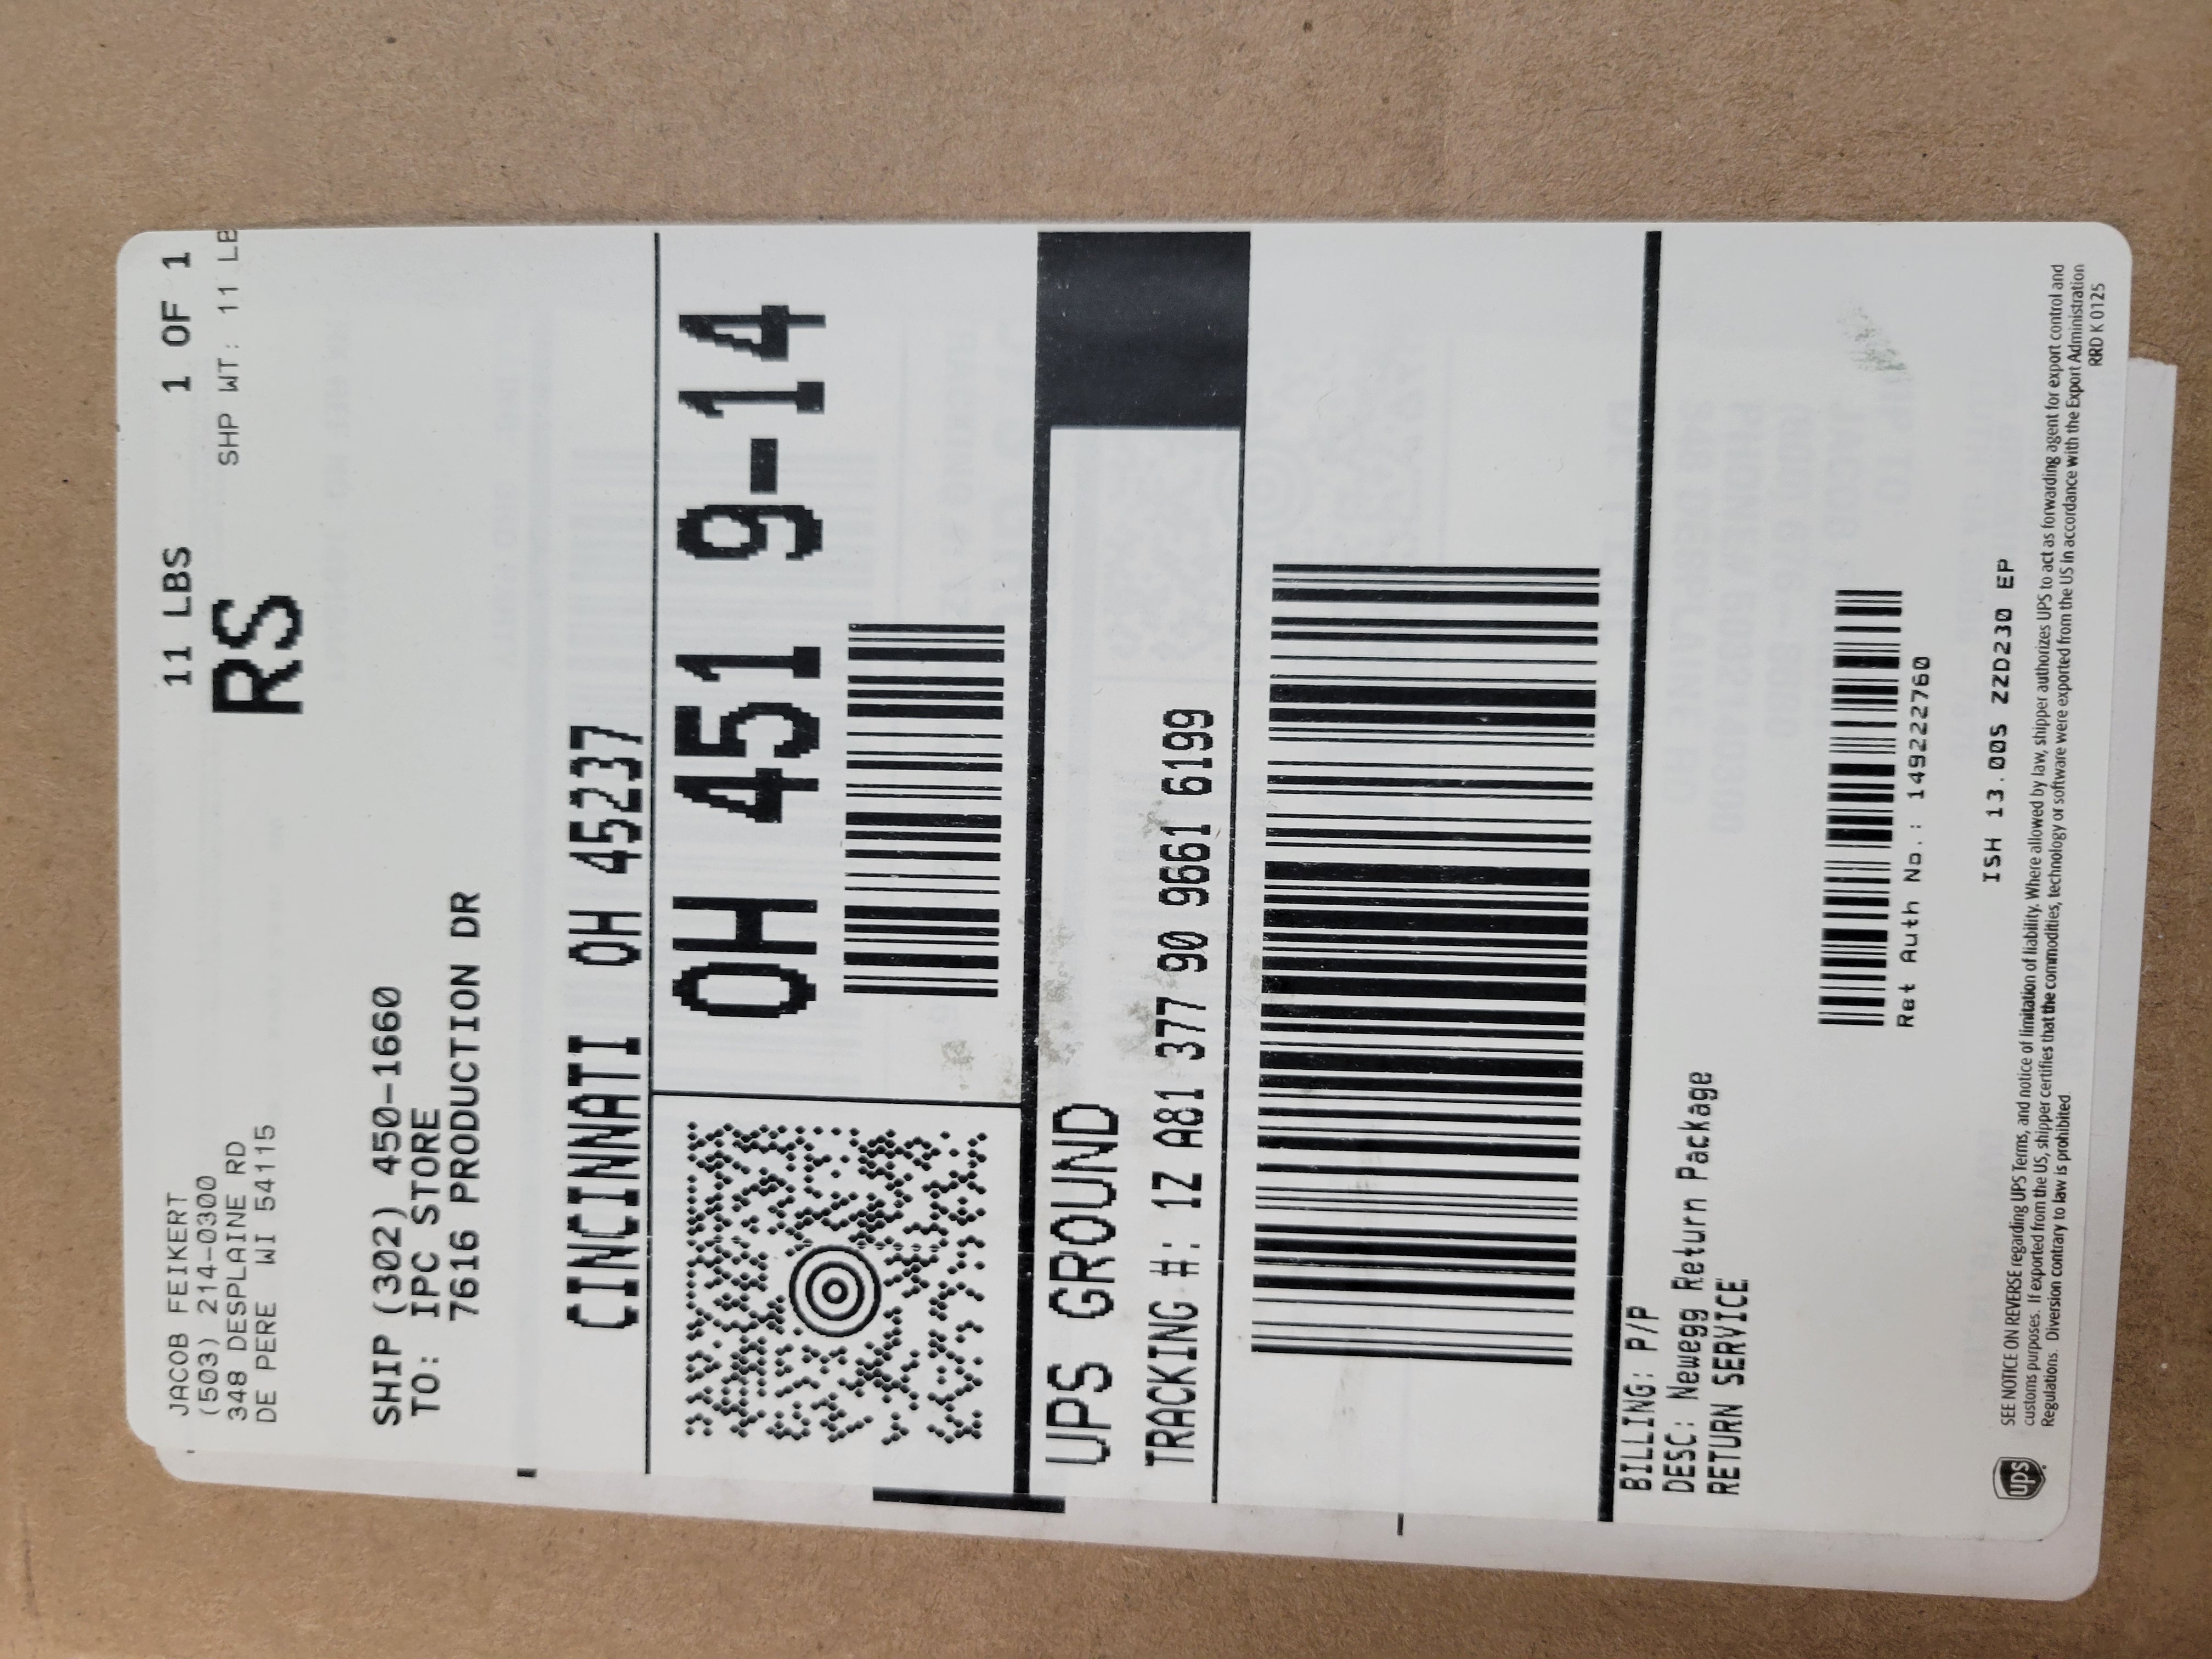 JACOB FEIKERT
(503) 214-0300
348 DESPLAINE RD
DE PERE WI 54115
11 LBS 1 OF 1
RS
SHP WT: 11 LB
SHIP (302) 450-1660
TO: IPC STORE
7616 PRODUCTION DR
CINCINNATI OH 45237
OH 451 9-14
UPS GROUND
TRACKING #: 1Z A81 377 90 9661 6199
BILLING: P/P
DESC: Newegg Return Package
RETURN SERVICE
Ret Auth No.: 149222760
ISH 13.00S ZZD230 EP
ups
SEE NOTICE ON REVERSE regarding UPS Terms, and notice of limitation of liability. Where allowed by law, shipper authorizes UPS to act as forwarding agent for export control and
customs purposes. If exported from the US, shipper certifies that the commodities, technology or software were exported from the US in accordance with the Export Administration
Regulations. Diversion contrary to law is prohibited
RRD K 0125